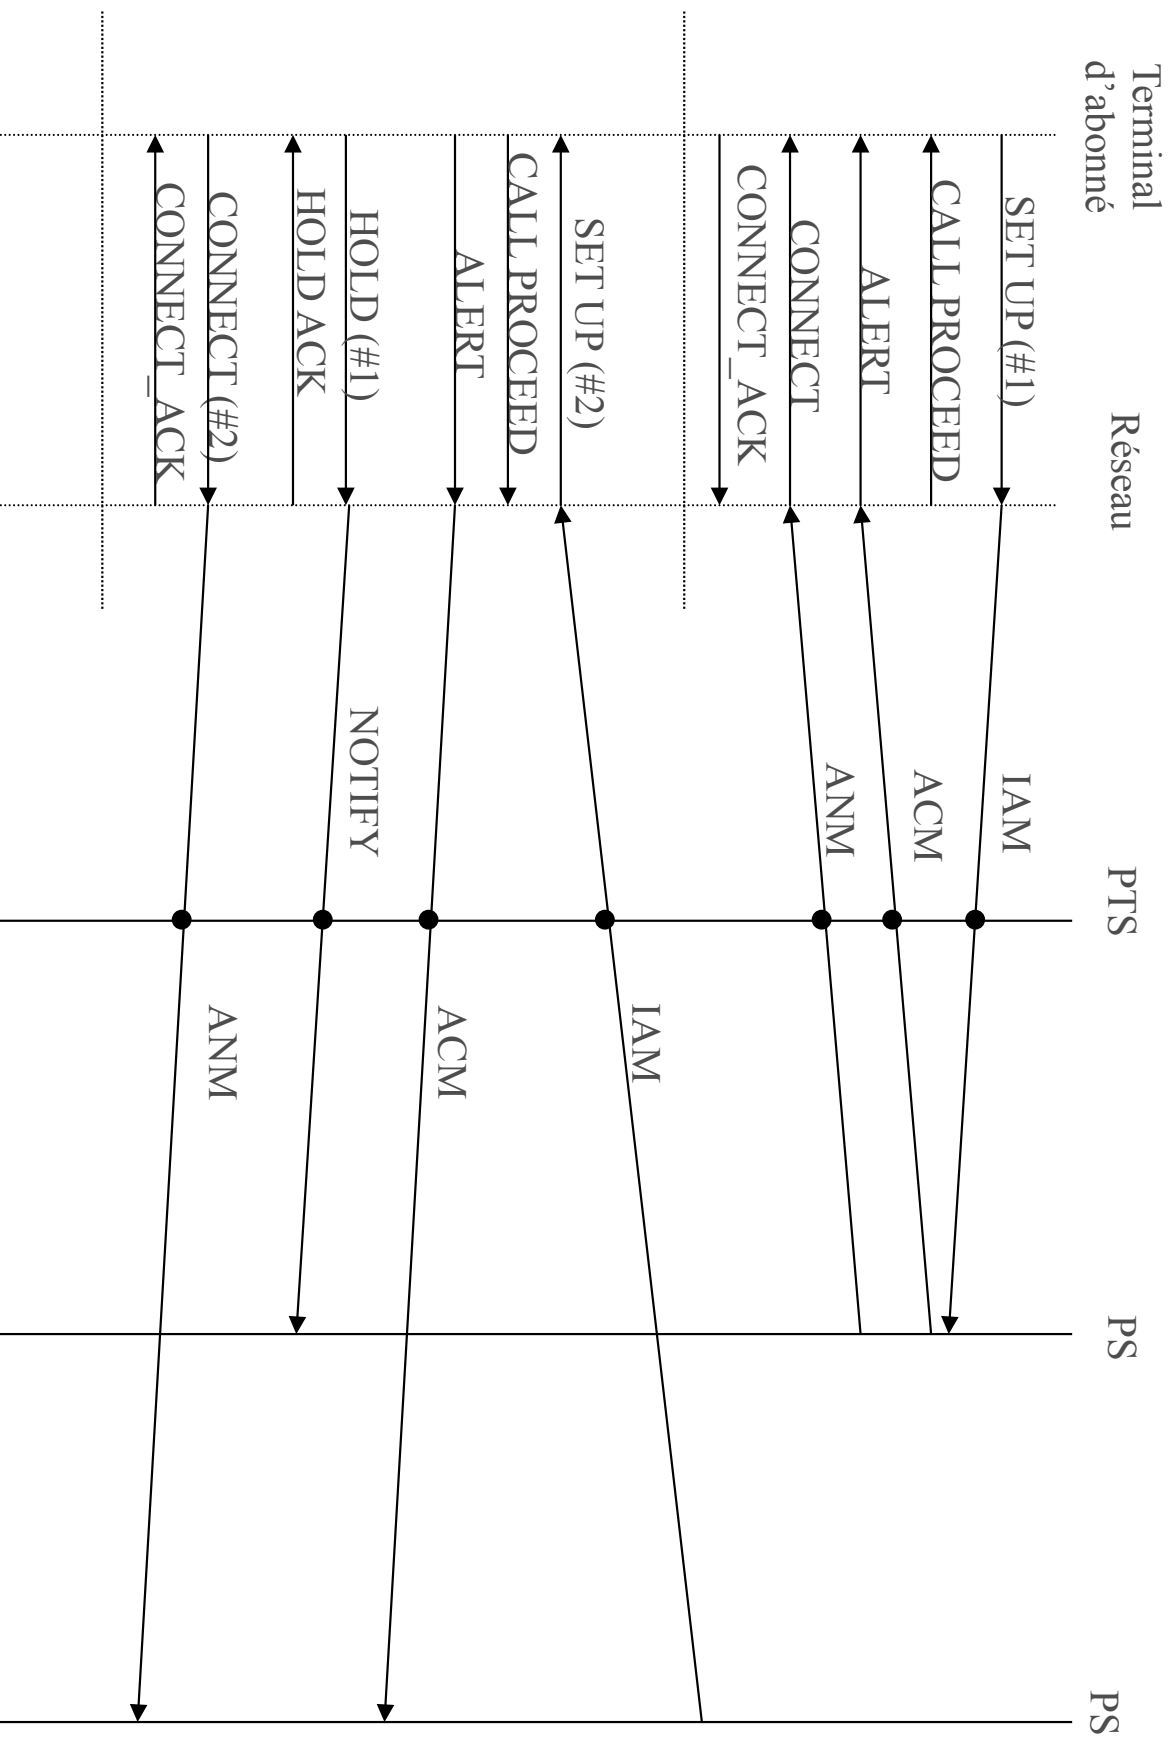 Terminal
d'abonné
Réseau
PTS
PS
PS
SET UP (#1)
IAM
CALL PROCEED
ACM
ALERT
ANM
CONNECT
CONNECT_ACK
IAM
SET UP (#2)
CALL PROCEED
ALERT
ACM
HOLD (#1)
NOTIFY
HOLD ACK
CONNECT (#2)
ANM
CONNECT_ACK